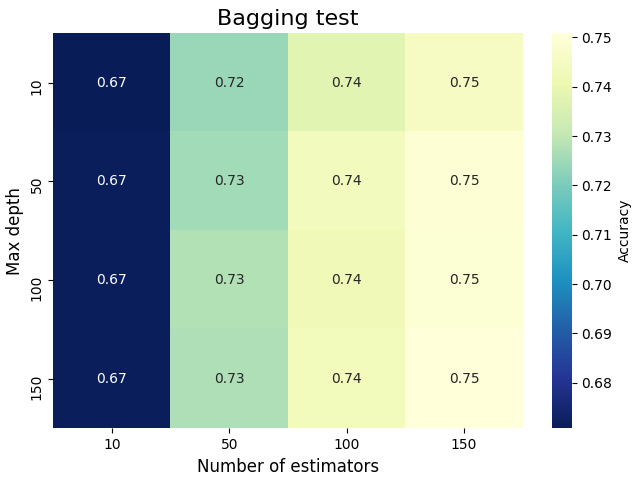 Bagging test
10 0.67 0.72 0.74 0.75
50 0.67 0.73 0.74 0.75
100 0.67 0.73 0.74 0.75
150 0.67 0.73 0.74 0.75
10 50 100 150
Max depth
Number of estimators
0.75
0.74
0.73
0.72
0.71
0.70
0.69
0.68
Accuracy